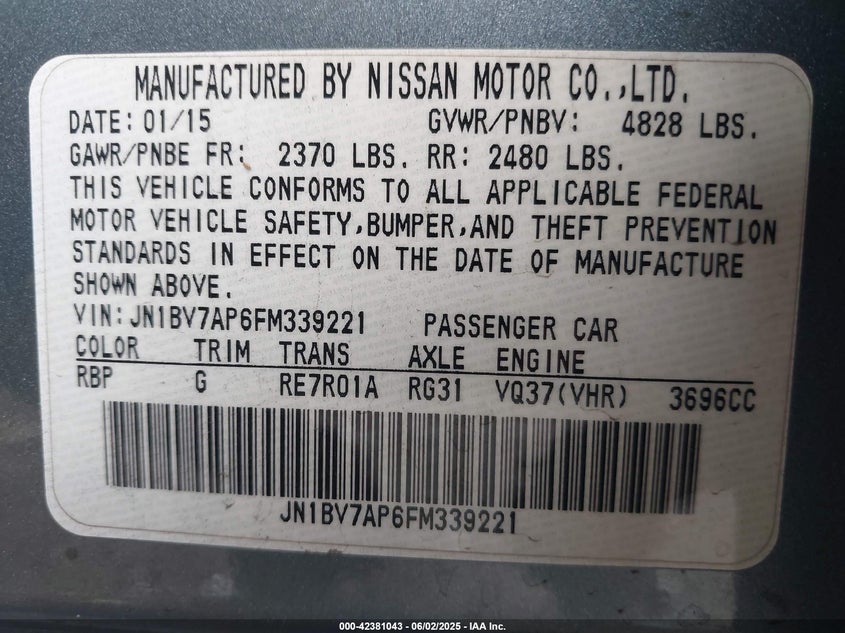 MANUFACTURED BY NISSAN MOTOR CO.,LTD.
DATE: 01/15 GVWR/PNBV: 4828 LBS.
GAWR/PNBE FR: 2370 LBS. RR: 2480 LBS.
THIS VEHICLE CONFORMS TO ALL APPLICABLE FEDERAL
MOTOR VEHICLE SAFETY,BUMPER,AND THEFT PREVENTION
STANDARDS IN EFFECT ON THE DATE OF MANUFACTURE
SHOWN ABOVE.
VIN:JN1BV7AP6FM339221 PASSENGER CAR
COLOR TRIM TRANS AXLE ENGINE
RBP G RE7R01A RG31 VQ37(VHR) 3696CC
JN1BV7AP6FM339221
000-42381043 - 06/02/2025 - IAA Inc.